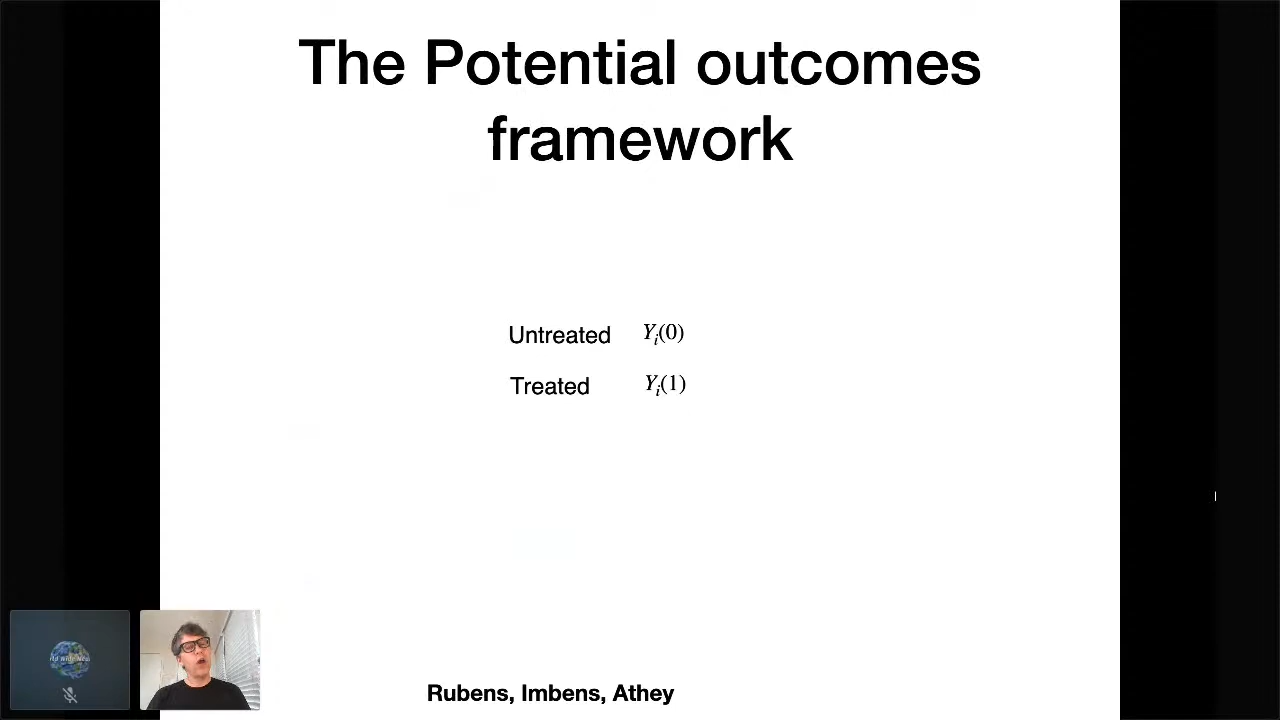 The Potential outcomes
framework
Untreated Yᵢ(0)
Treated Yᵢ(1)
Rubens, Imbens, Athey